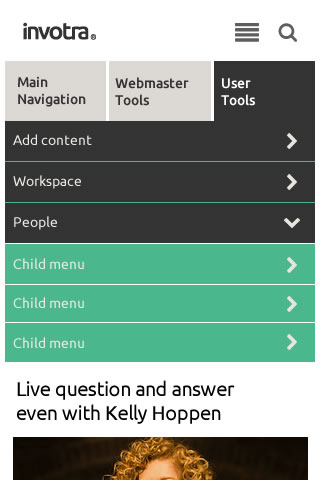 invotra®
Main
Navigation
Webmaster
Tools
User
Tools
Add content
Workspace
People
Child menu
Child menu
Child menu
Live question and answer
even with Kelly Hoppen